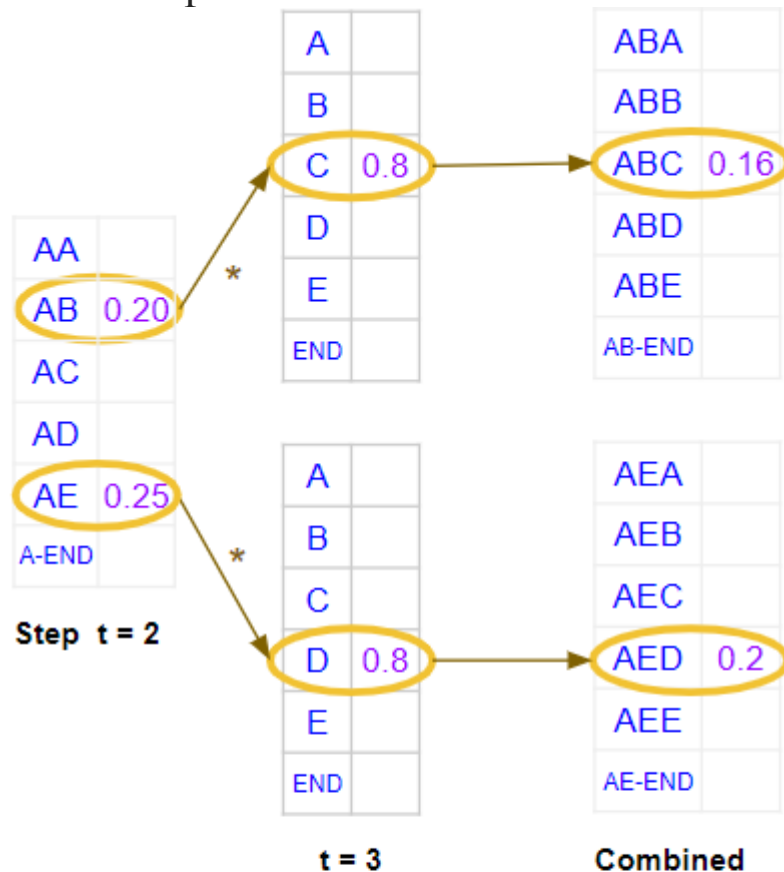 A
B
C 0.8
D
E
END
ABA
ABB
ABC 0.16
ABD
ABE
AB-END
AA
AB 0.20
AC
AD
AE 0.25
A-END
Step t = 2
*
*
A
B
C
D 0.8
E
END
t = 3
AEA
AEB
AEC
AED 0.2
AEE
AE-END
Combined